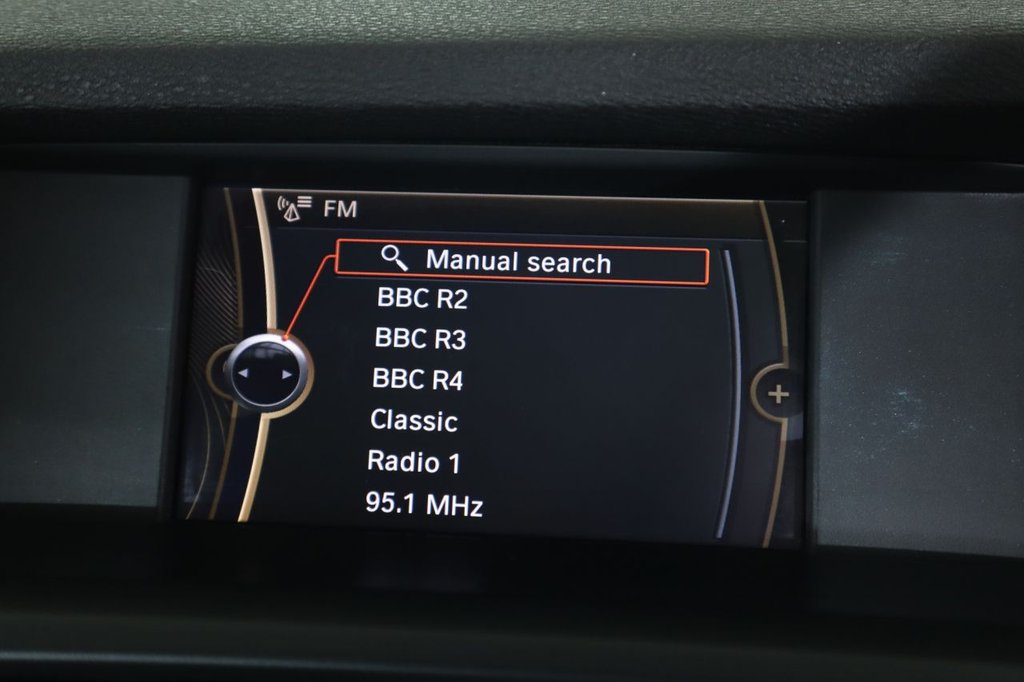 FM
Manual search
BBC R2
BBC R3
BBC R4
Classic
Radio 1
95.1 MHz